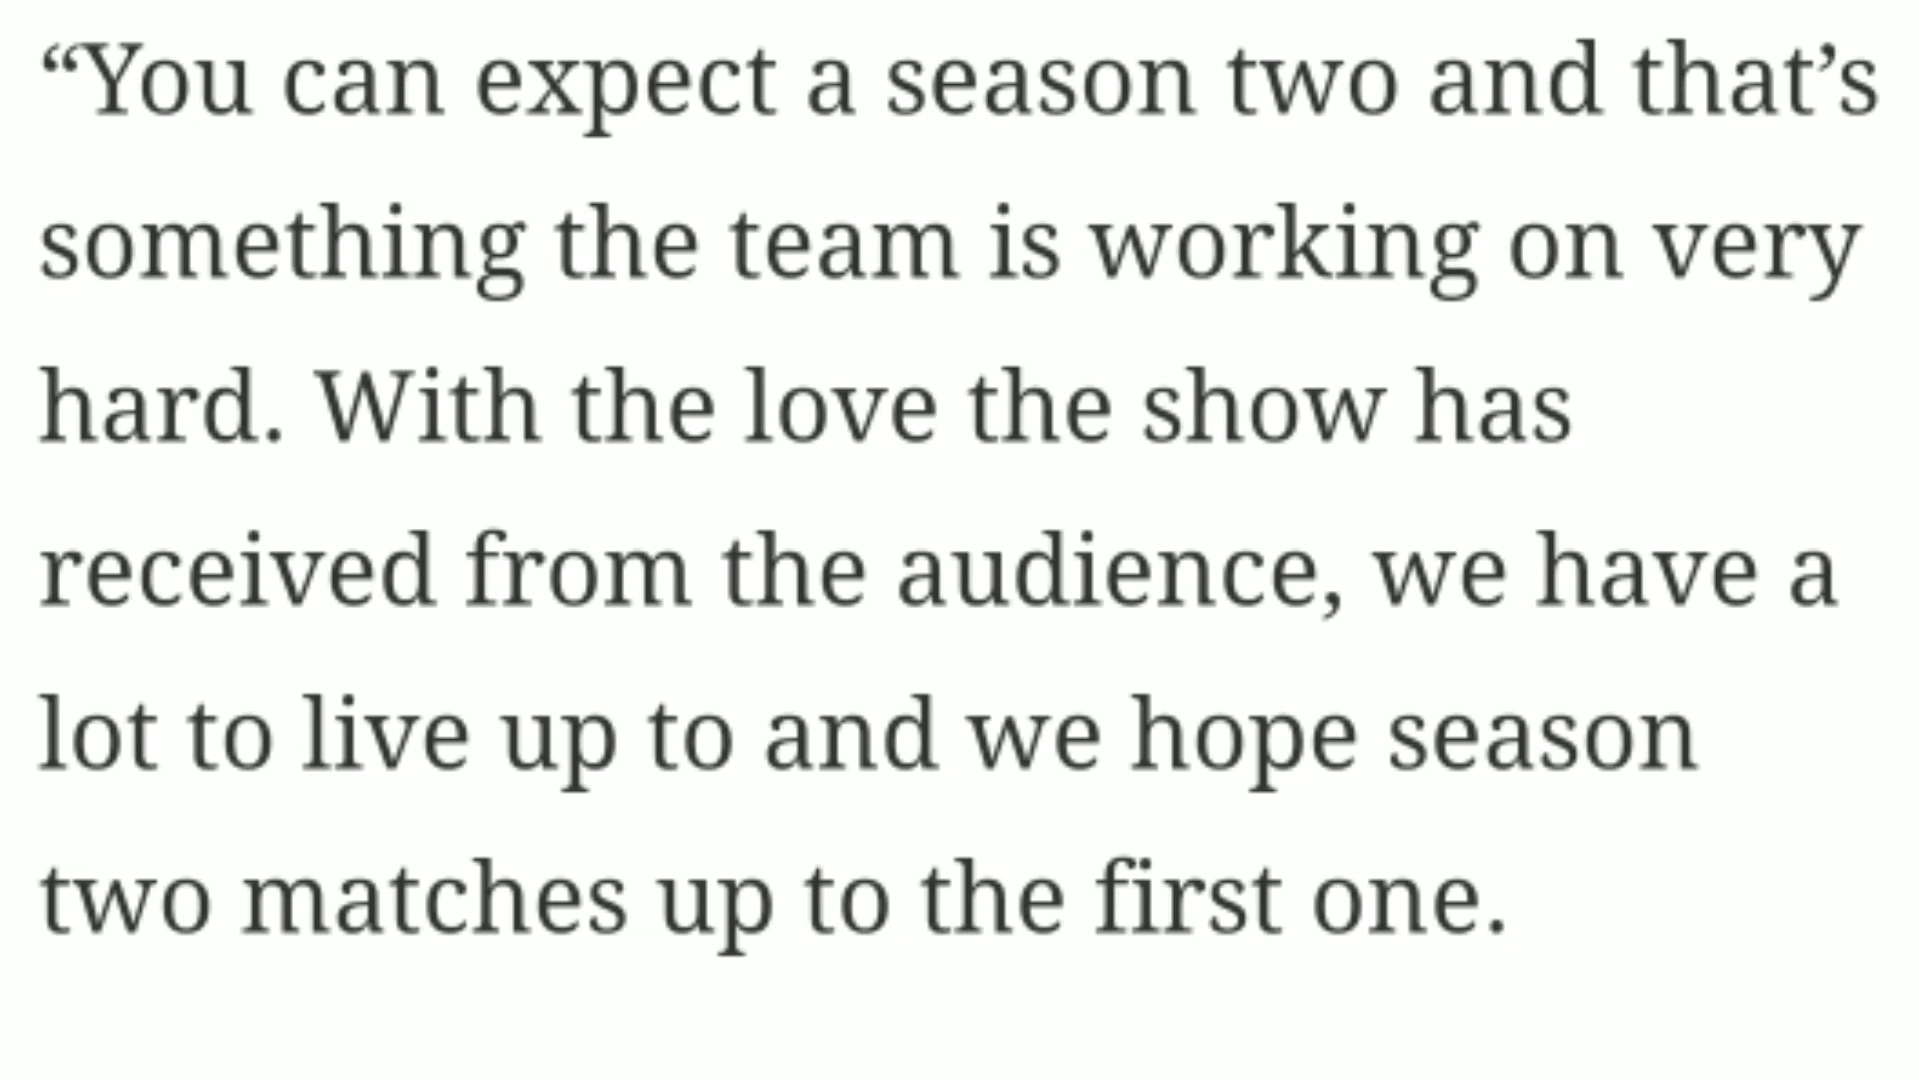 “You can expect a season two and that’s
something the team is working on very
hard. With the love the show has
received from the audience, we have a
lot to live up to and we hope season
two matches up to the first one.